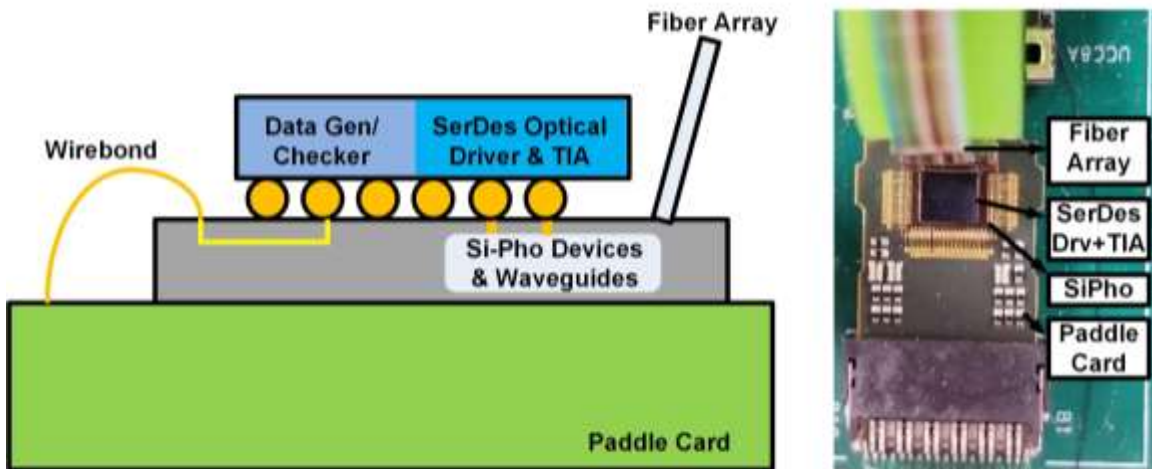 Fiber Array
Wirebond
Data Gen/
Checker
SerDes Optical
Driver & TIA
Si-Pho Devices
& Waveguides
Paddle Card
UCC8A
Fiber
Array
SerDes
Drv+TIA
SiPho
Paddle
Card